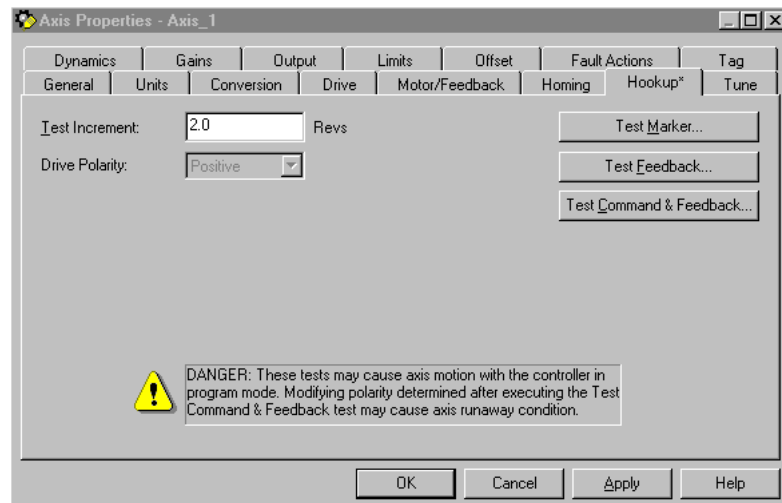 Axis Properties - Axis_1
Dynamics Gains Output Limits Offset Fault Actions Tag
General Units Conversion Drive Motor/Feedback Homing Hookup* Tune
Test Increment: 2.0 Revs Test Marker...
Drive Polarity: Positive Test Feedback...
Test Command & Feedback...
DANGER: These tests may cause axis motion with the controller in
program mode. Modifying polarity determined after executing the Test
Command & Feedback test may cause axis runaway condition.
OK Cancel Apply Help